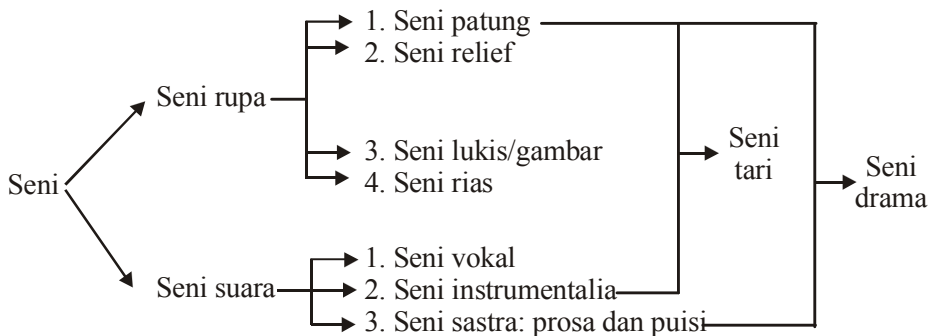 Seni
Seni rupa
1. Seni patung
2. Seni relief
3. Seni lukis/gambar
4. Seni rias
Seni suara
1. Seni vokal
2. Seni instrumentalia
3. Seni sastra: prosa dan puisi
Seni
tari
Seni
drama